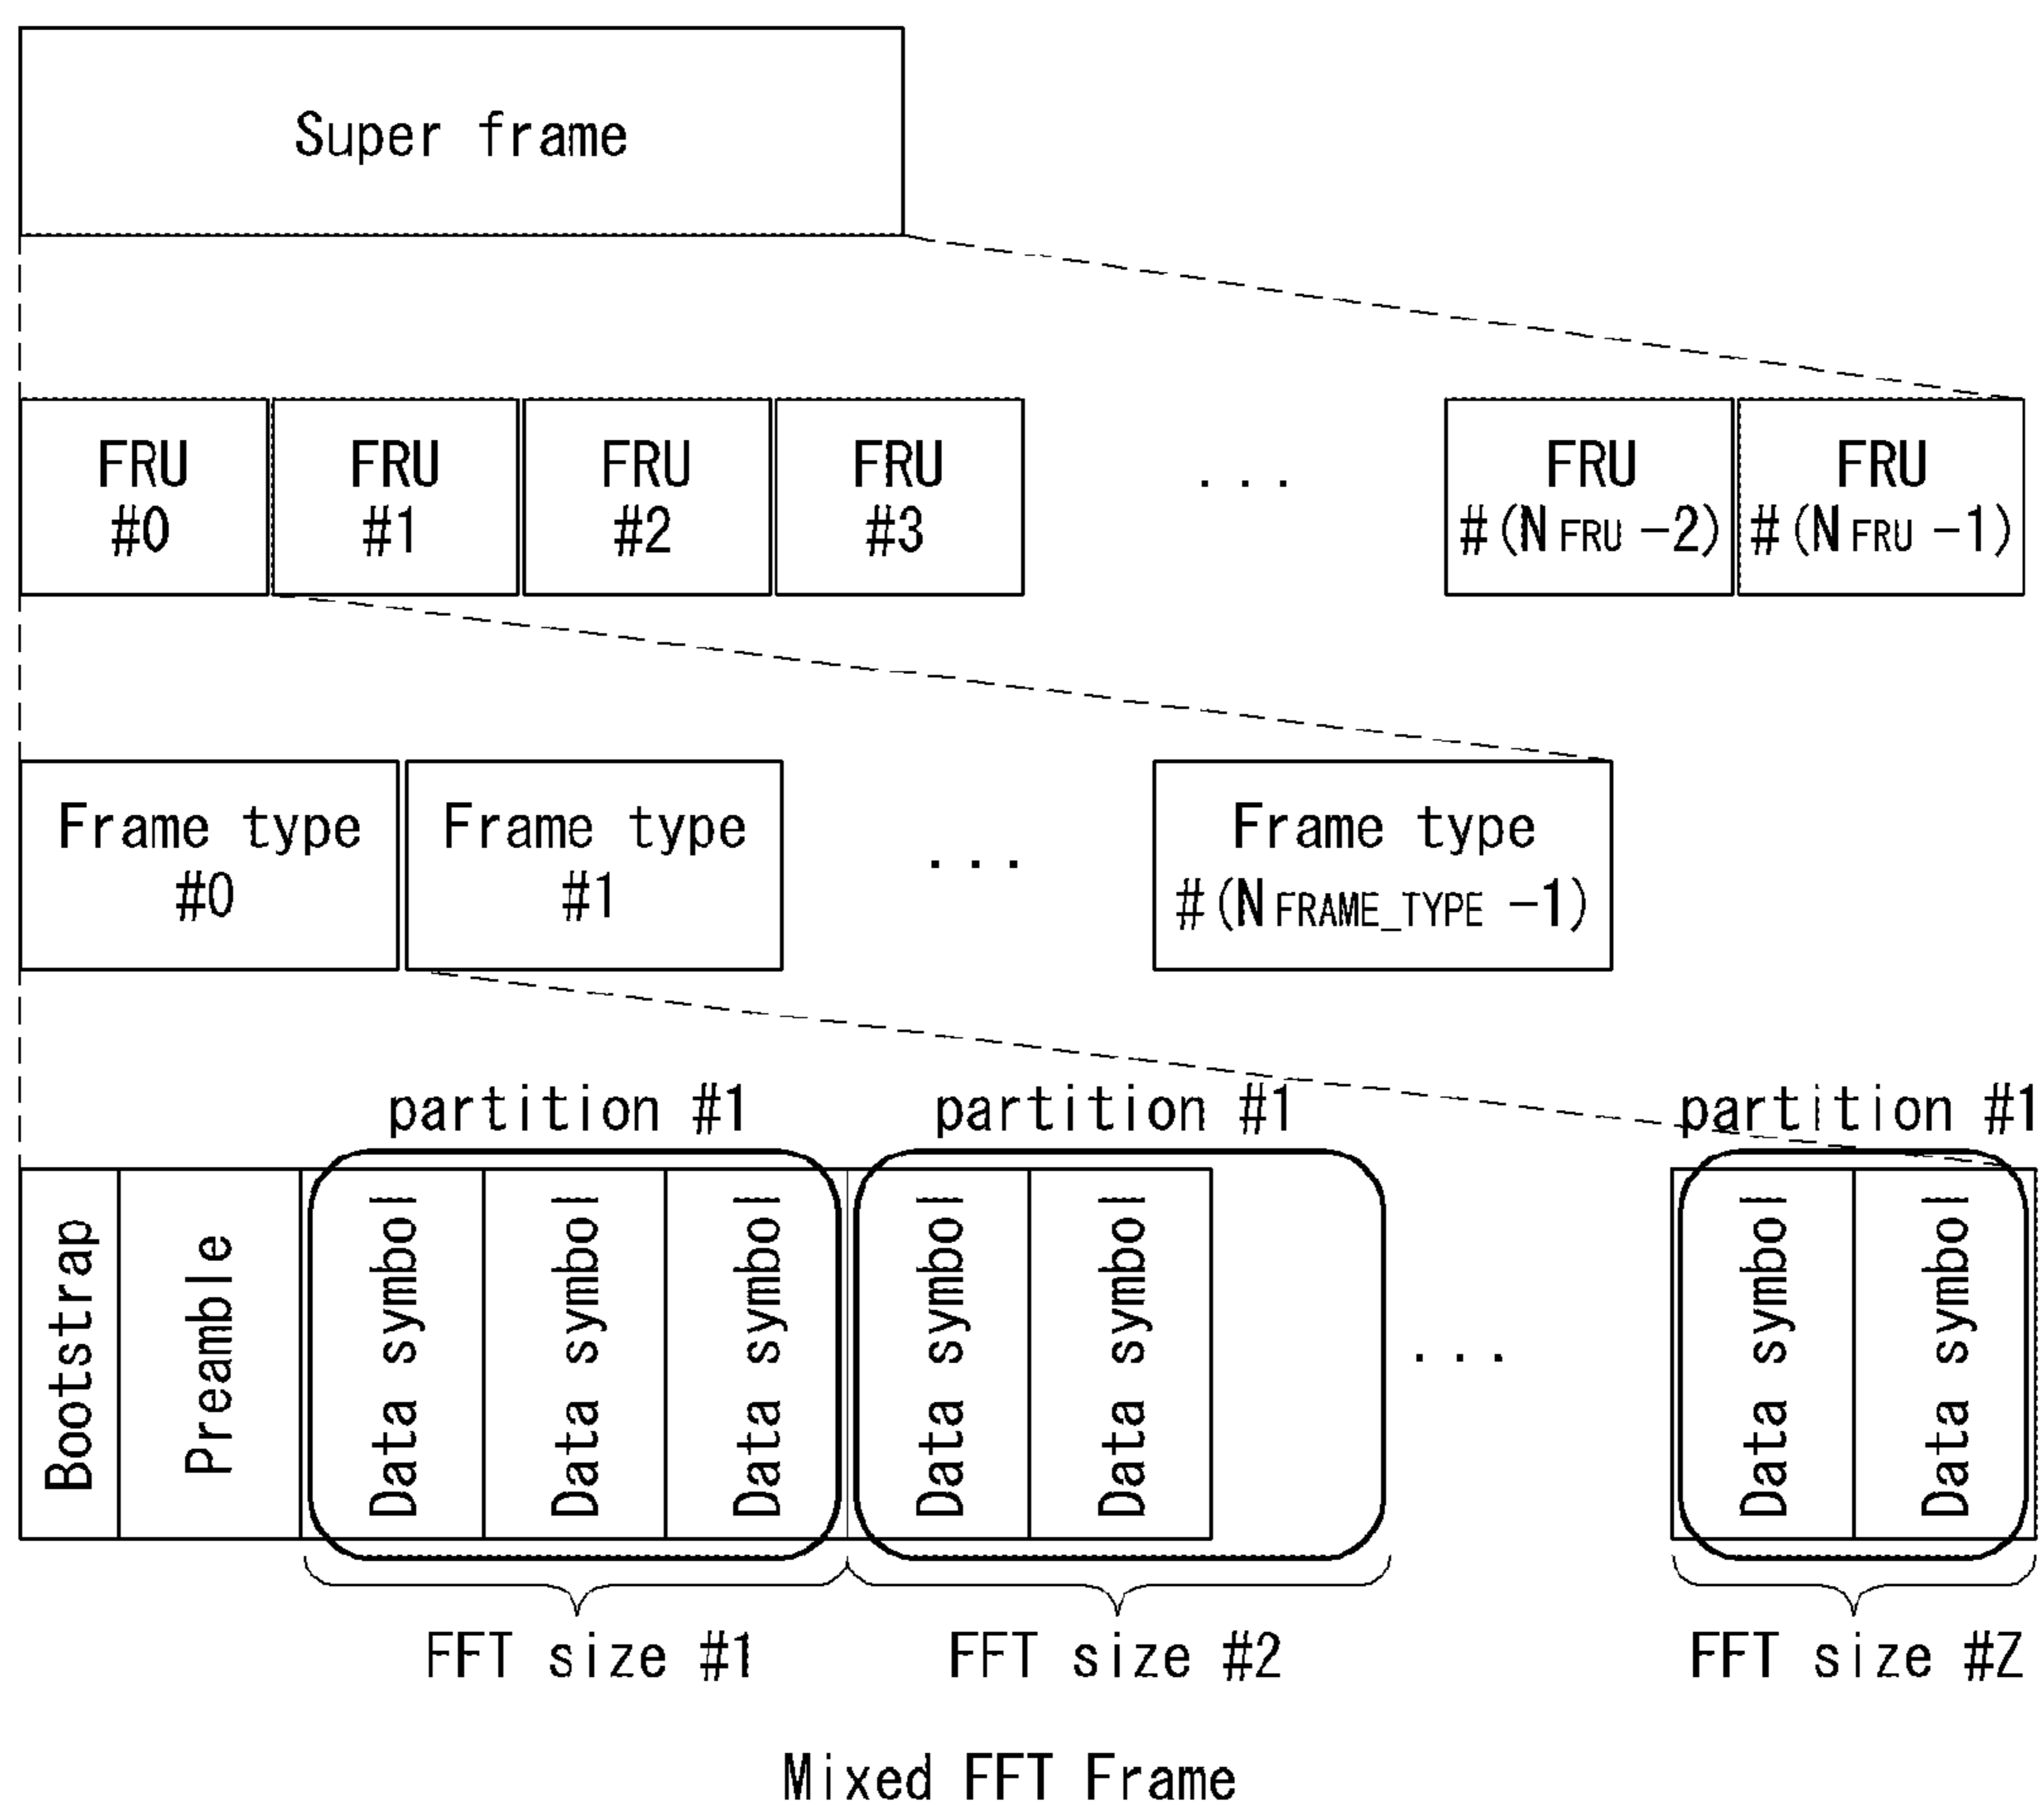 Super frame
FRU #0
FRU #1
FRU #2
FRU #3
...
FRU #(NFRU -2)
FRU #(NFRU -1)
Frame type #0
Frame type #1
...
Frame type #(NFRAME_TYPE -1)
partition #1
partition #1
partition #1
Bootstrap
Preamble
Data symbol
Data symbol
Data symbol
Data symbol
Data symbol
...
Data symbol
Data symbol
FFT size #1
FFT size #2
FFT size #Z
Mixed FFT Frame